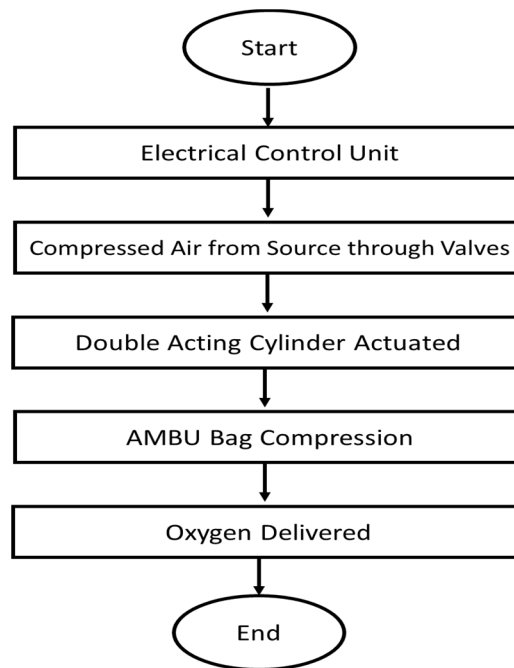 Start
Electrical Control Unit
Compressed Air from Source through Valves
Double Acting Cylinder Actuated
AMBU Bag Compression
Oxygen Delivered
End